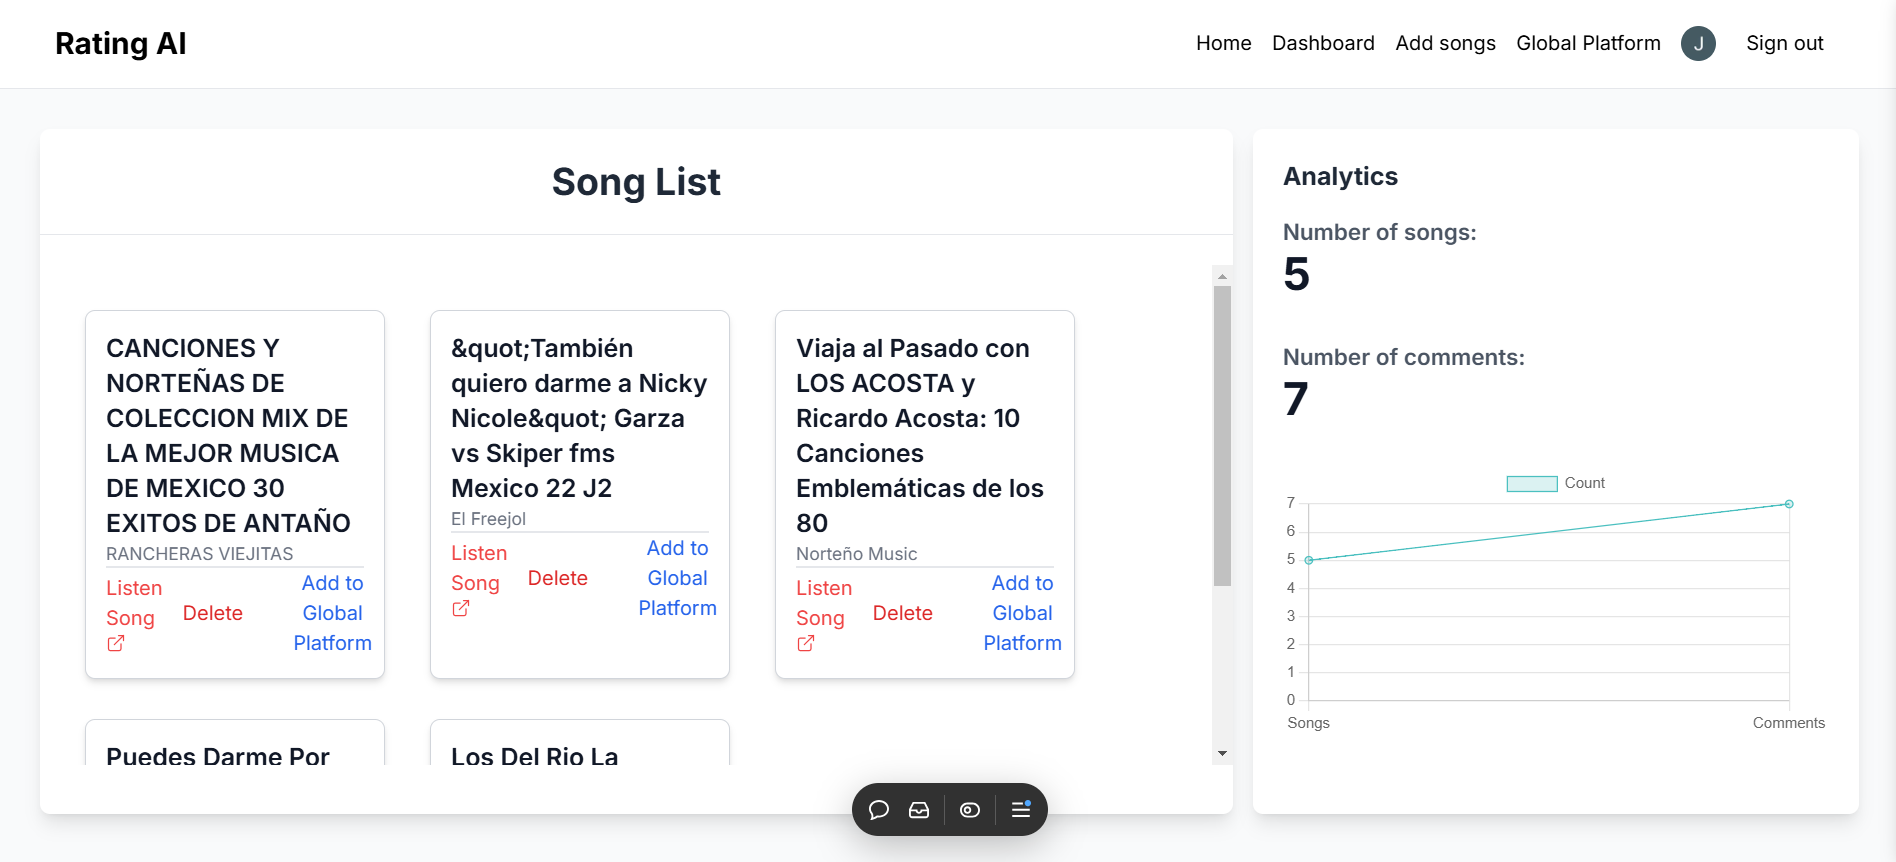 Rating AI
Home
Dashboard
Add songs
Global Platform
J
Sign out
Song List
CANCIONES Y
NORTEÑAS DE
COLECCION MIX DE
LA MEJOR MUSICA
DE MEXICO 30
EXITOS DE ANTAÑO
RANCHERAS VIEJITAS
Listen
Song
Delete
Add to
Global
Platform
&quot;También
quiero darme a Nicky
Nicole&quot; Garza
vs Skiper fms
Mexico 22 J2
El Freejol
Listen
Song
Delete
Add to
Global
Platform
Viaja al Pasado con
LOS ACOSTA y
Ricardo Acosta: 10
Canciones
Emblemáticas de los
80
Norteño Music
Listen
Song
Delete
Add to
Global
Platform
Puedes Darme Por
Los Del Rio La
Analytics
Number of songs:
5
Number of comments:
7
Count
7
6
5
4
3
2
1
0
Songs
Comments